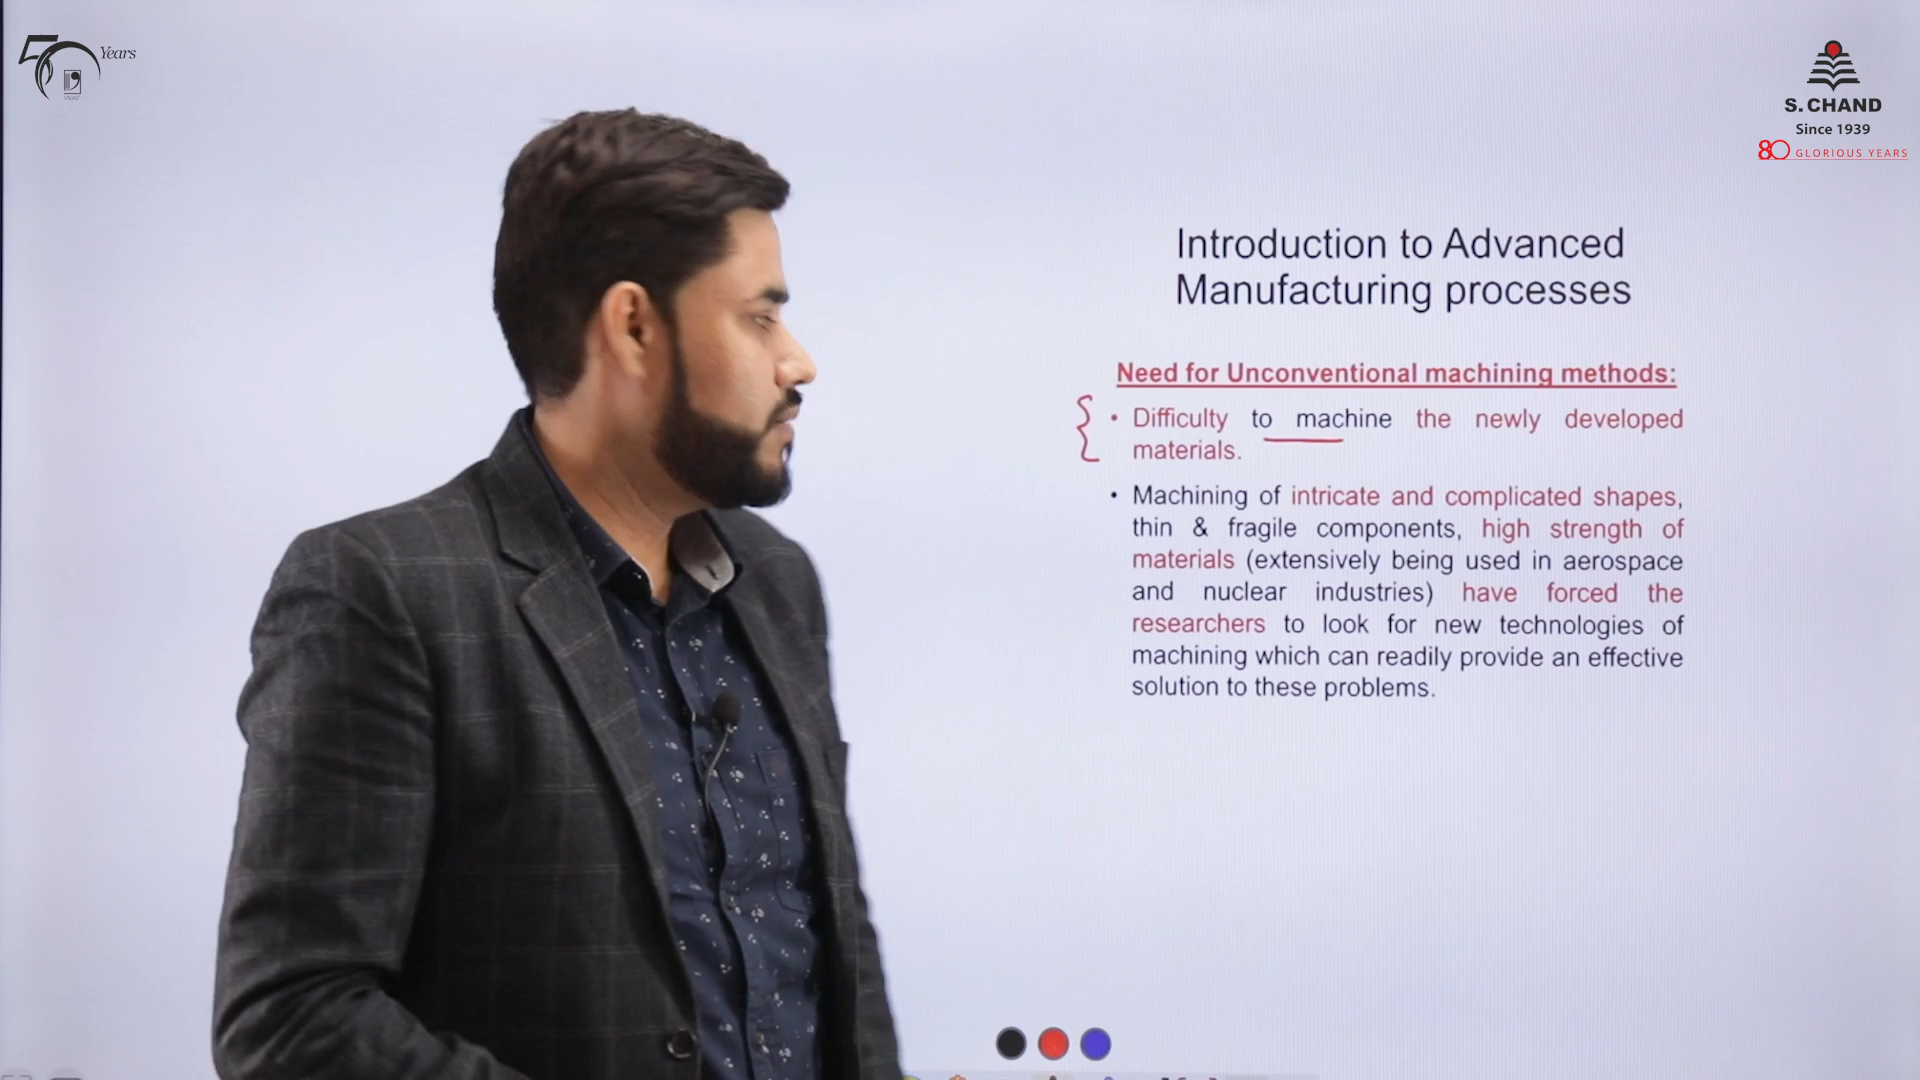 50 Years
VIKAS
S. CHAND
Since 1939
80 GLORIOUS YEARS
Introduction to Advanced
Manufacturing processes
Need for Unconventional machining methods:
• Difficulty to machine the newly developed
materials.
• Machining of intricate and complicated shapes,
thin & fragile components, high strength of
materials (extensively being used in aerospace
and nuclear industries) have forced the
researchers to look for new technologies of
machining which can readily provide an effective
solution to these problems.